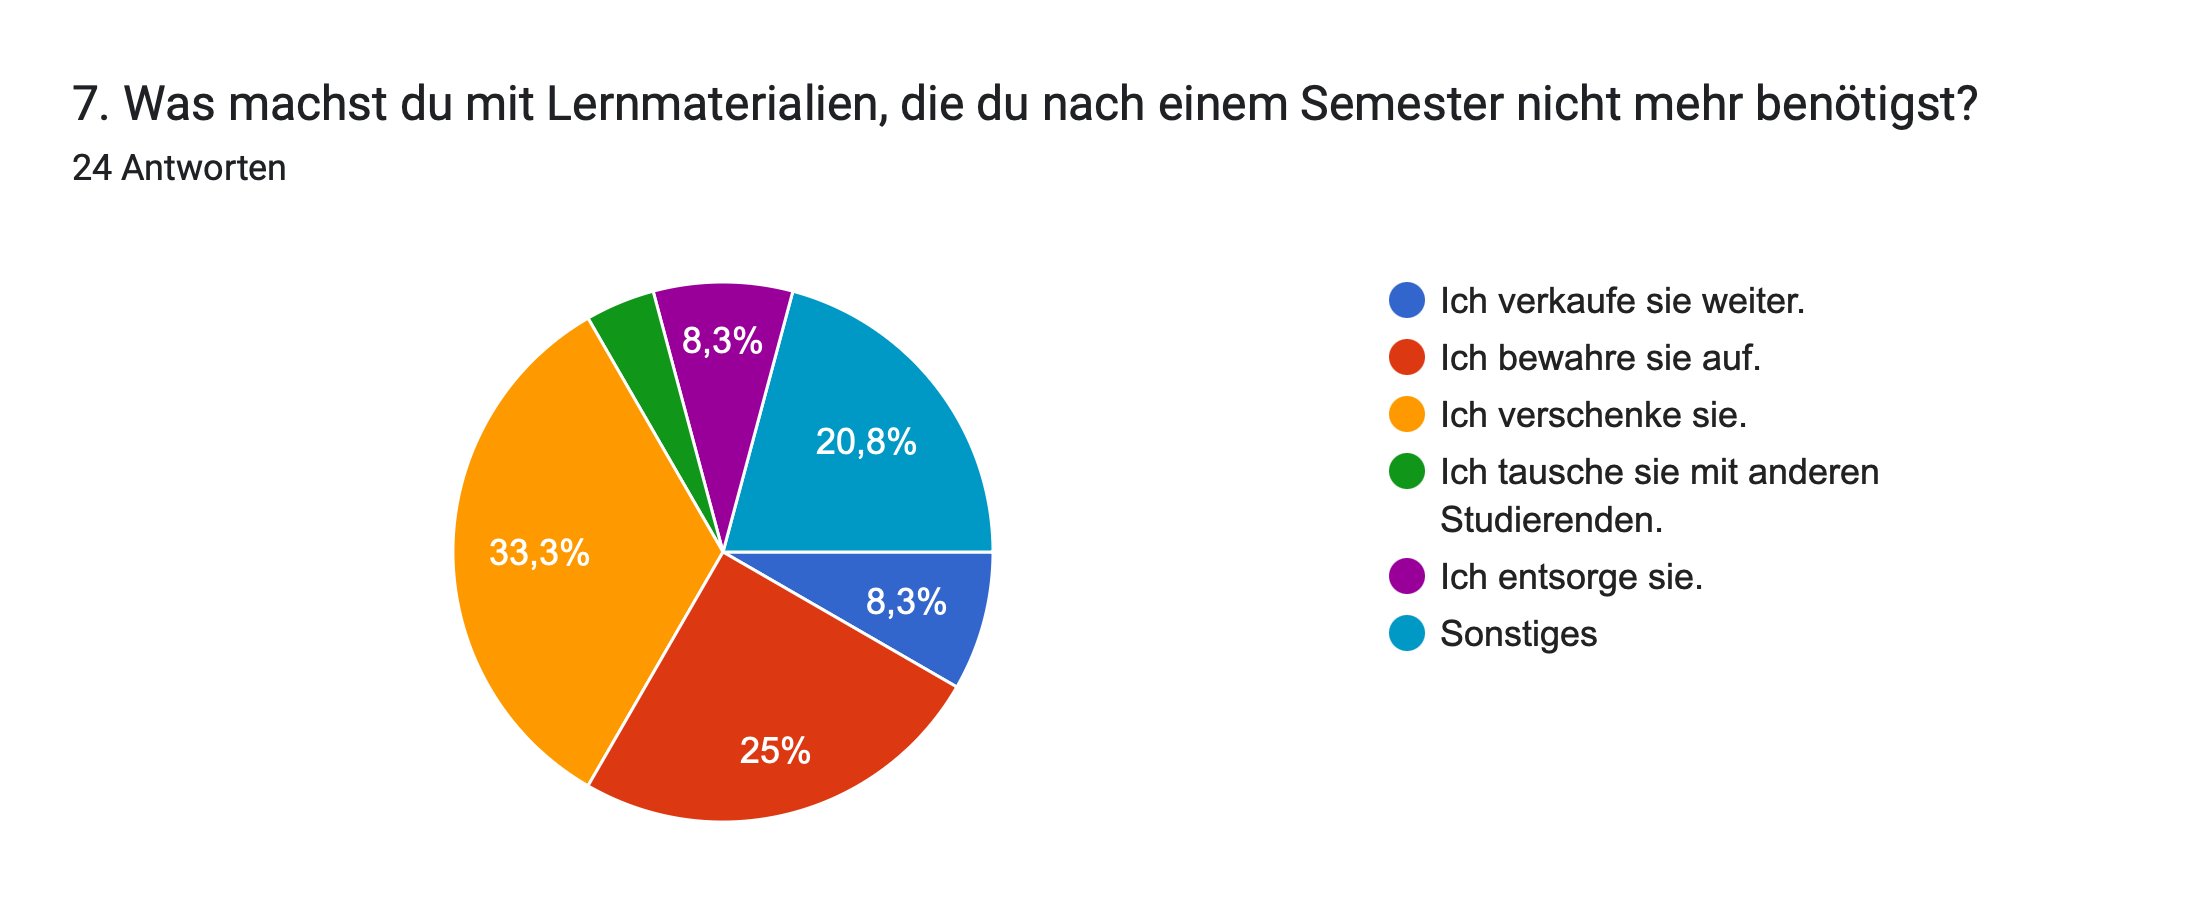 7. Was machst du mit Lernmaterialien, die du nach einem Semester nicht mehr benötigst?
24 Antworten
8,3%
20,8%
33,3%
8,3%
25%
Ich verkaufe sie weiter.
Ich bewahre sie auf.
Ich verschenke sie.
Ich tausche sie mit anderen
Studierenden.
Ich entsorge sie.
Sonstiges